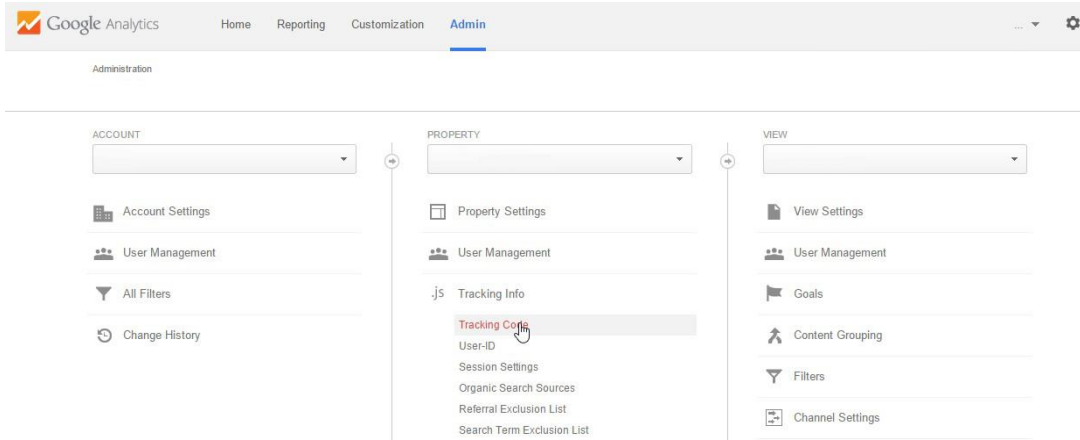 Google Analytics
Home Reporting Customization Admin ...
Administration
ACCOUNT
Account Settings
User Management
All Filters
Change History
PROPERTY
Property Settings
User Management
.js Tracking Info
Tracking Code
User-ID
Session Settings
Organic Search Sources
Referral Exclusion List
Search Term Exclusion List
VIEW
View Settings
User Management
Goals
Content Grouping
Filters
Channel Settings